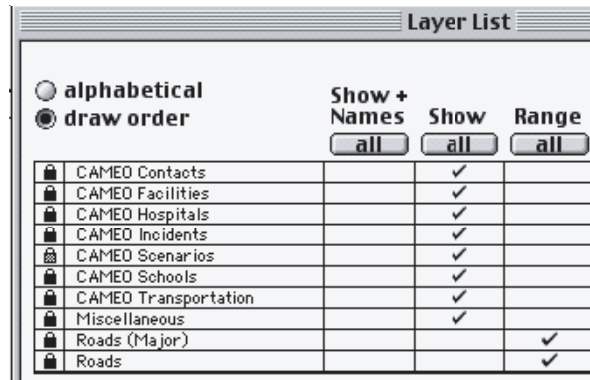 Layer List
alphabetical
draw order
Show +
Names Show Range
all all all
CAMEO Contacts
CAMEO Facilities
CAMEO Hospitals
CAMEO Incidents
CAMEO Scenarios
CAMEO Schools
CAMEO Transportation
Miscellaneous
Roads (Major)
Roads